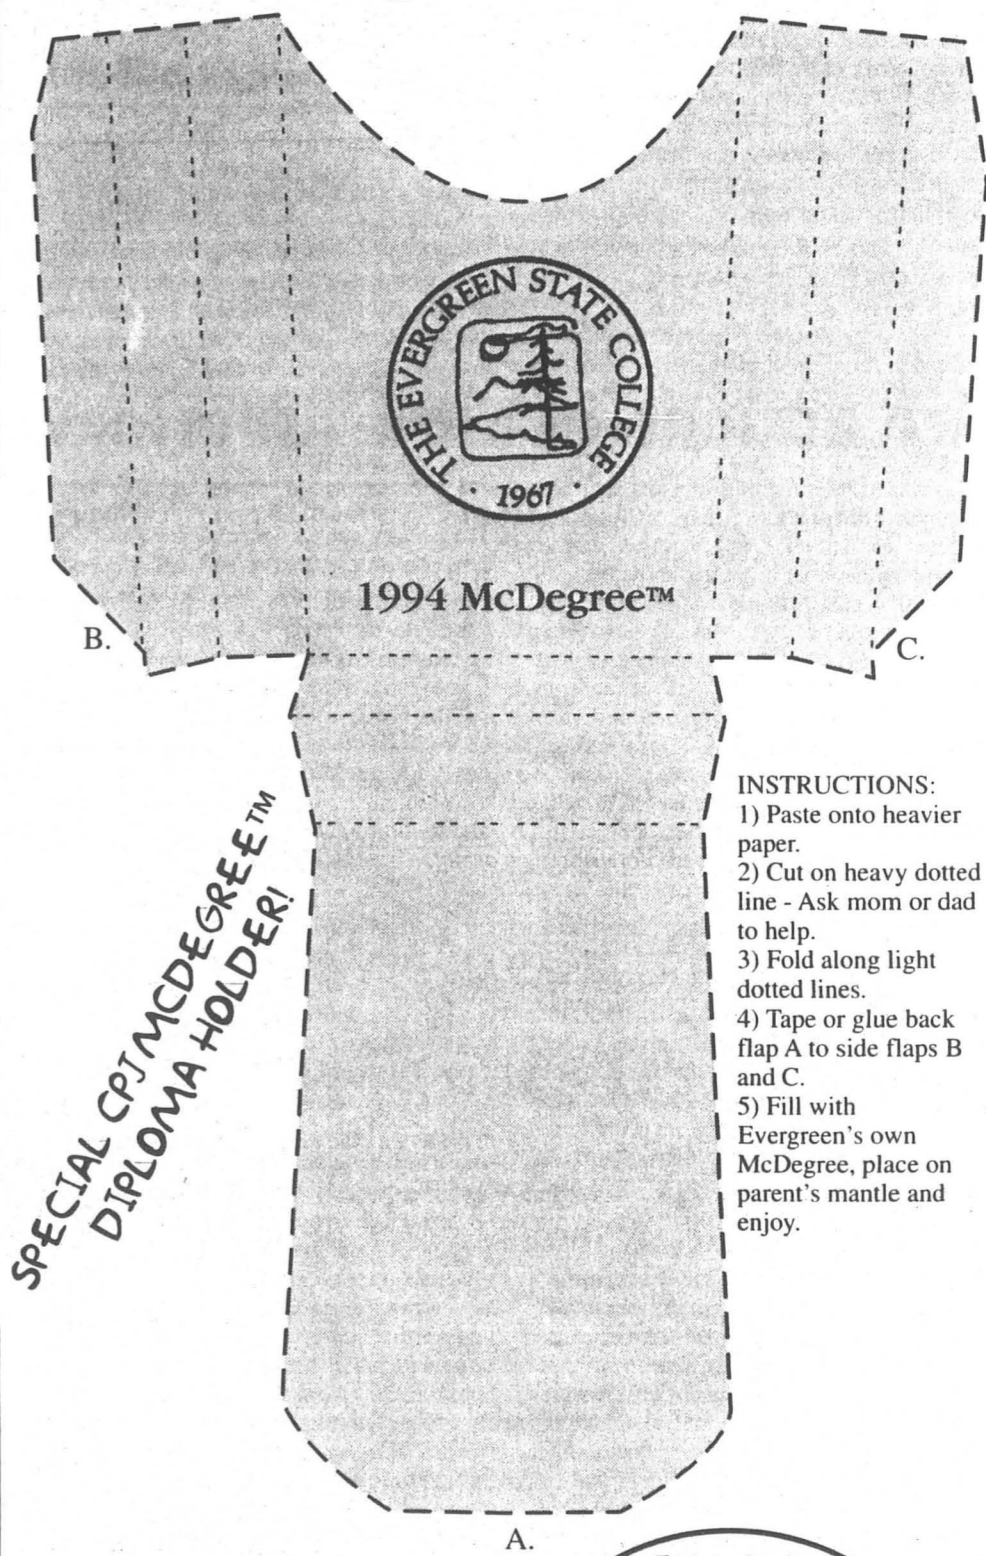 THE EVERGREEN STATE COLLEGE
· 1967 ·
1994 McDegree™
B.
C.
SPECIAL CPJ MCDEGREE™
DIPLOMA HOLDER!
INSTRUCTIONS:
1) Paste onto heavier
paper.
2) Cut on heavy dotted
line - Ask mom or dad
to help.
3) Fold along light
dotted lines.
4) Tape or glue back
flap A to side flaps B
and C.
5) Fill with
Evergreen's own
McDegree, place on
parent's mantle and
enjoy.
A.